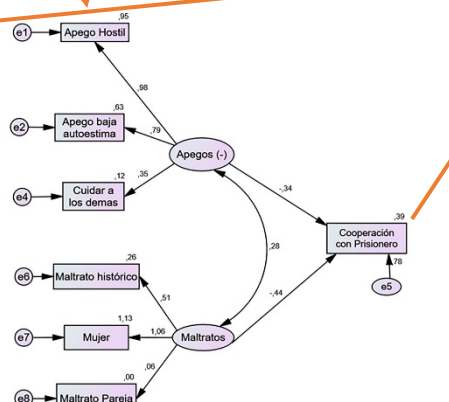 ,95
e1
Apego Hostil
,98
,63
e2
Apego baja
autoestima
,79
Apegos (-)
,12
,35
e4
Cuidar a
los demas
-,34
,39
Cooperación
con Prisionero
,28
,78
e5
,26
e6
Maltrato histórico
,51
-,44
1,13
e7
Mujer
1,06
Maltratos
,06
,00
e8
Maltrato Pareja